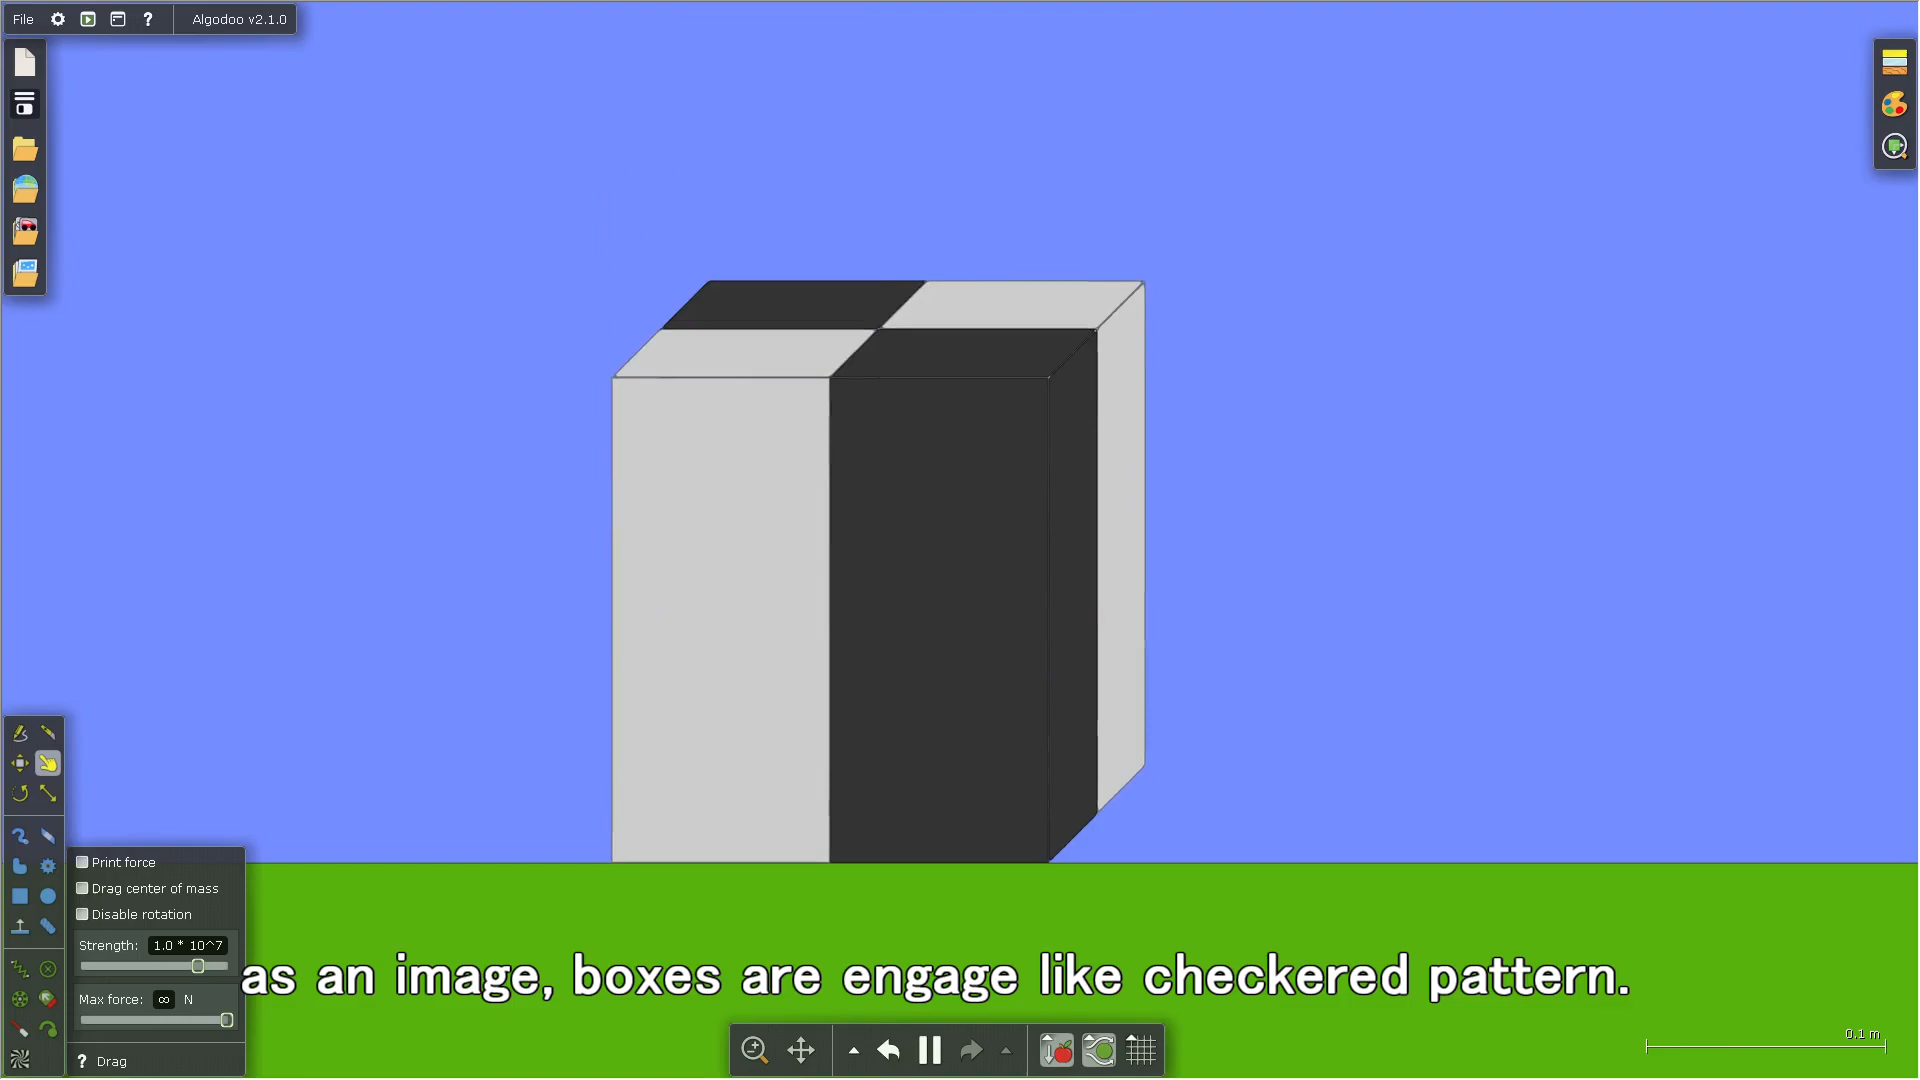 File ? Algodoo v2.1.0
Print force
Drag center of mass
Disable rotation
Strength: 1.0 * 10^7
as an image, boxes are engage like checkered pattern.
Max force: ∞ N
0.1 m
? Drag